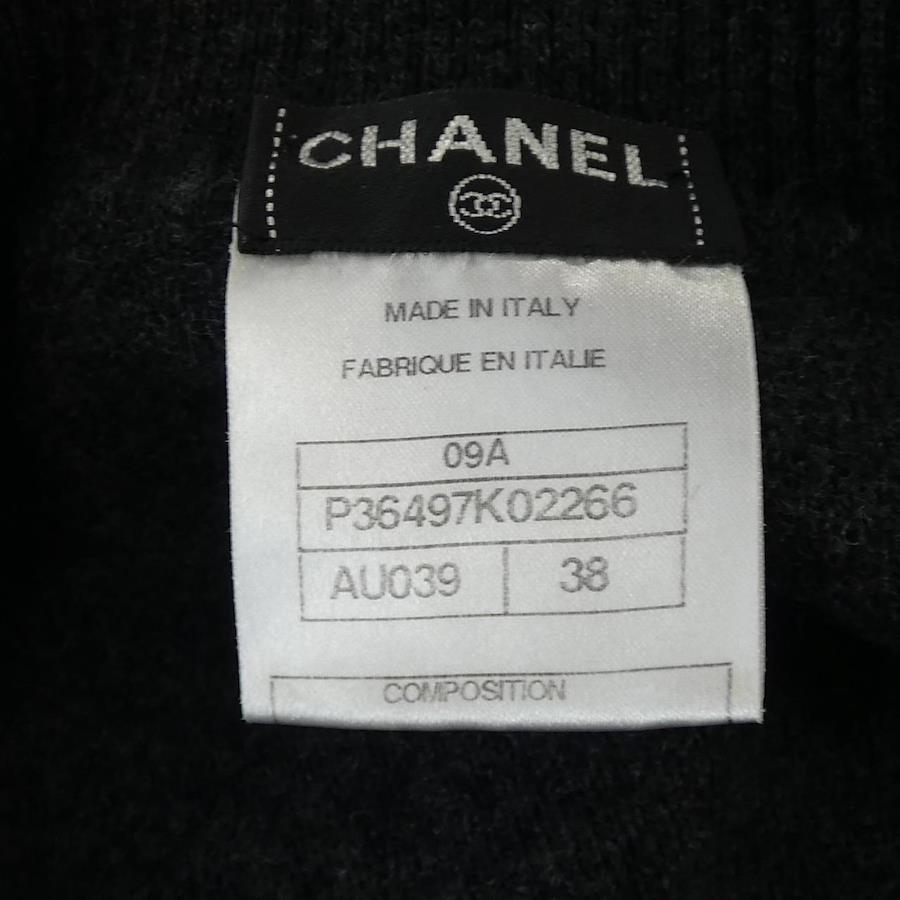 CHANEL
MADE IN ITALY
FABRIQUE EN ITALIE
09A
P36497K02266
AU039 38
COMPOSITION